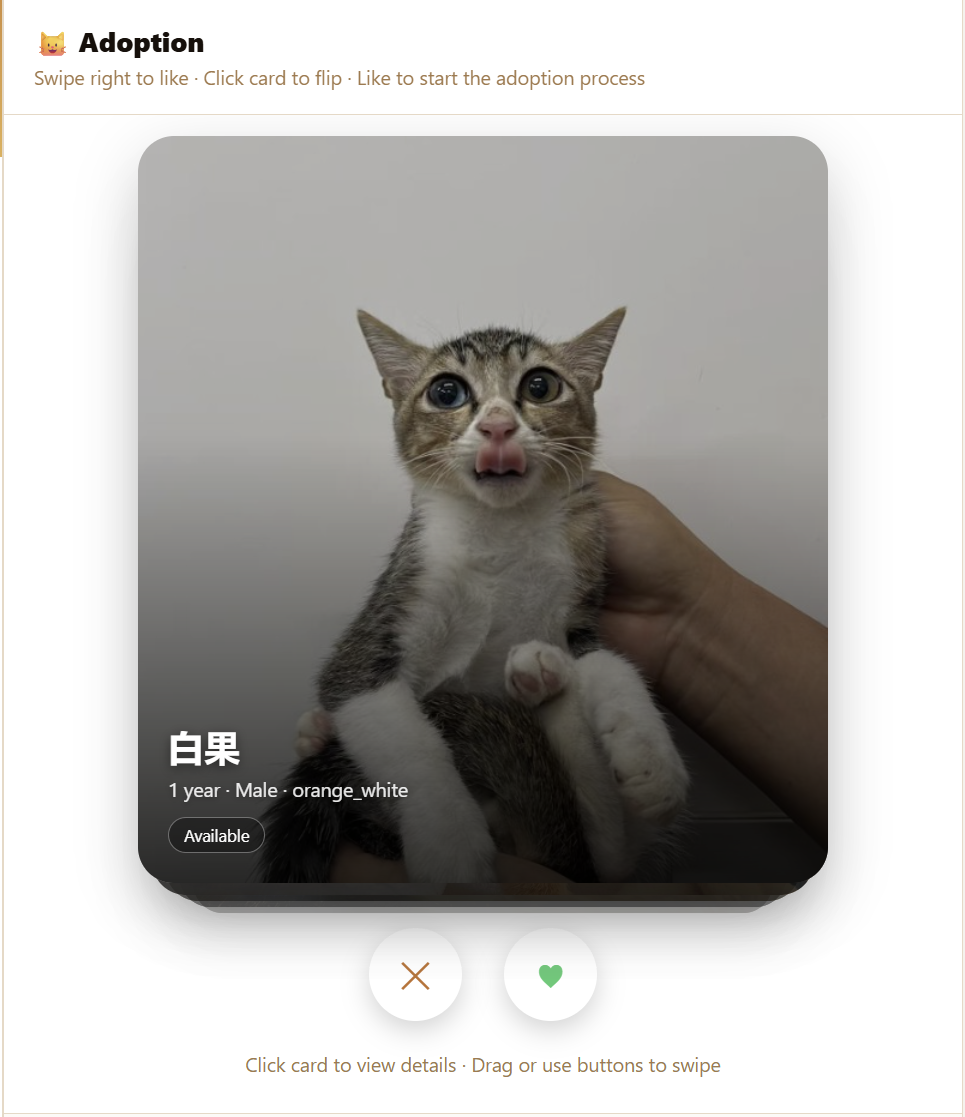 Adoption
Swipe right to like · Click card to flip · Like to start the adoption process
白果
1 year · Male · orange_white
Available
Click card to view details · Drag or use buttons to swipe